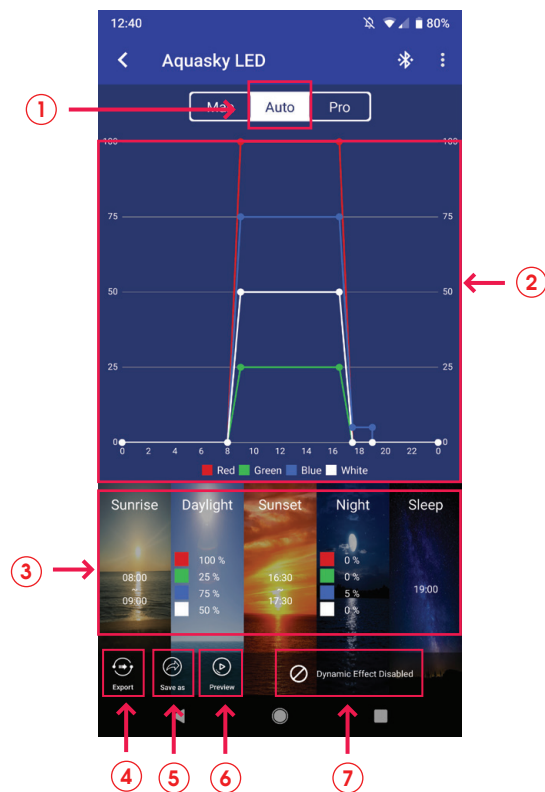 12:40 80%
Aquasky LED
1
Man Auto Pro
100 100
75 75
2
50 50
25 25
0 0
0 2 4 6 8 10 12 14 16 18 20 22 0
Red Green Blue White
Sunrise Daylight Sunset Night Sleep
3
100 % 0 %
08:00 25 % 16:30 0 % 19:00
~ ~
09:00 75 % 17:30 5 %
50 % 0 %
Export Save as Preview Dynamic Effect Disabled
4 5 6 7